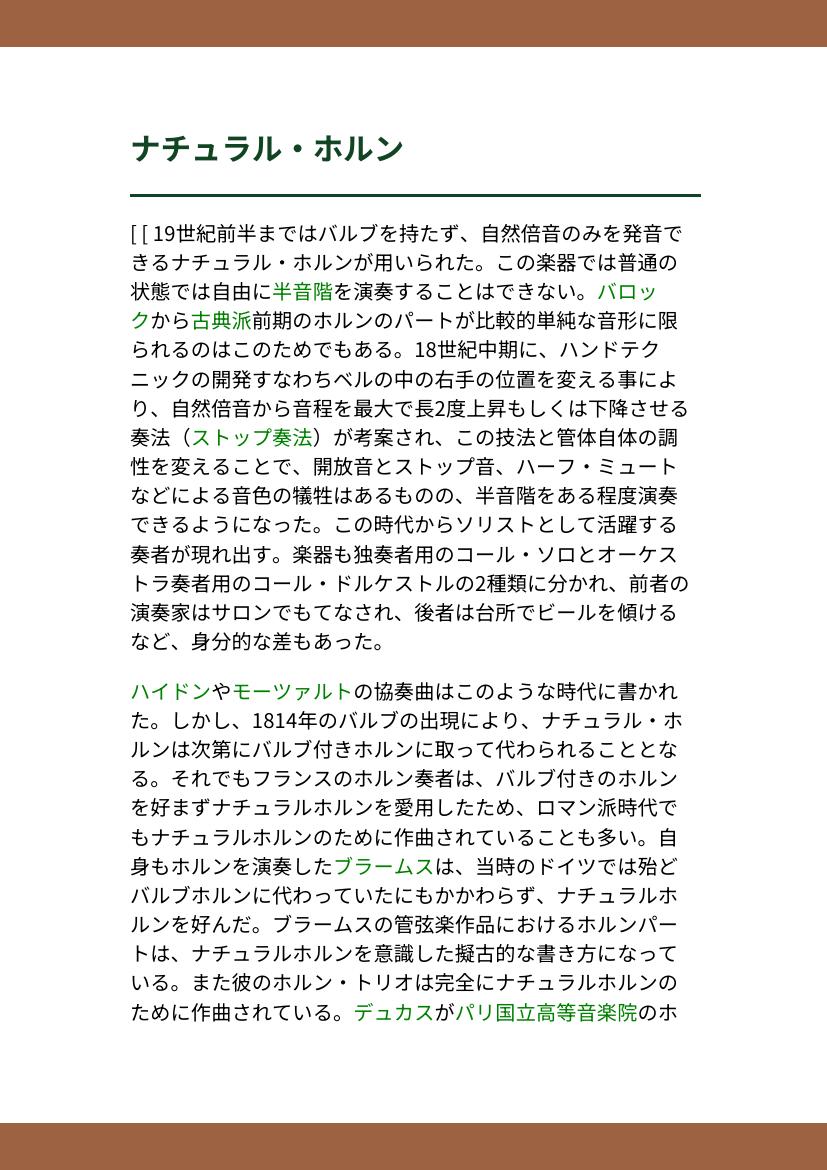 ナチュラル・ホルン
[ [ 19世紀前半まではバルブを持たず、自然倍音のみを発音で
きるナチュラル・ホルンが用いられた。この楽器では普通の
状態では自由に半音階を演奏することはできない。バロッ
クから古典派前期のホルンのパートが比較的単純な音形に限
られるのはこのためでもある。18世紀中期に、ハンドテク
ニックの開発すなわちベルの中の右手の位置を変える事によ
り、自然倍音から音程を最大で長2度上昇もしくは下降させる
奏法（ストップ奏法）が考案され、この技法と管体自体の調
性を変えることで、開放音とストップ音、ハーフ・ミュート
などによる音色の犠牲はあるものの、半音階をある程度演奏
できるようになった。この時代からソリストとして活躍する
奏者が現れ出す。楽器も独奏者用のコール・ソロとオーケス
トラ奏者用のコール・ドルケストルの2種類に分かれ、前者の
演奏家はサロンでもてなされ、後者は台所でビールを傾ける
など、身分的な差もあった。
ハイドンやモーツァルトの協奏曲はこのような時代に書かれ
た。しかし、1814年のバルブの出現により、ナチュラル・ホ
ルンは次第にバルブ付きホルンに取って代わられることとな
る。それでもフランスのホルン奏者は、バルブ付きのホルン
を好まずナチュラルホルンを愛用したため、ロマン派時代で
もナチュラルホルンのために作曲されていることも多い。自
身もホルンを演奏したブラームスは、当時のドイツでは殆ど
バルブホルンに代わっていたにもかかわらず、ナチュラルホ
ルンを好んだ。ブラームスの管弦楽作品におけるホルンパー
トは、ナチュラルホルンを意識した擬古的な書き方になって
いる。また彼のホルン・トリオは完全にナチュラルホルンの
ために作曲されている。デュカスがパリ国立高等音楽院のホ